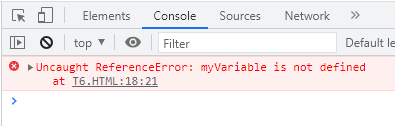 Elements Console Sources Network
top Filter Default le
Uncaught ReferenceError: myVariable is not defined
at T6.HTML:18:21